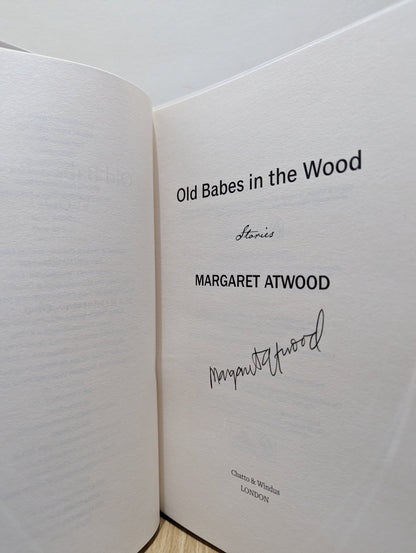 Old Babes in the Wood
Stories
MARGARET ATWOOD
Margaret Atwood
Chatto & Windus
LONDON